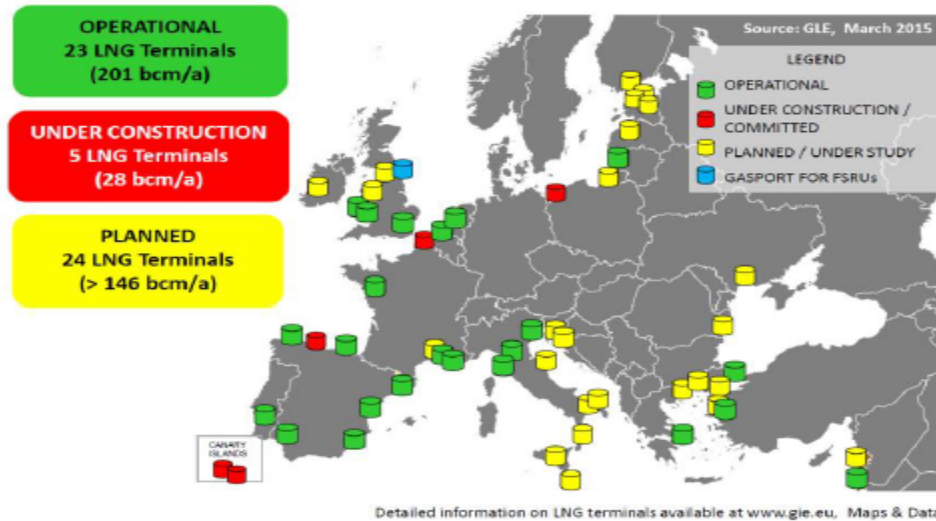 OPERATIONAL
23 LNG Terminals
(201 bcm/a)
UNDER CONSTRUCTION
5 LNG Terminals
(28 bcm/a)
PLANNED
24 LNG Terminals
(> 146 bcm/a)
Source: GLE, March 2015
LEGEND
OPERATIONAL
UNDER CONSTRUCTION /
COMMITTED
PLANNED / UNDER STUDY
GASPORT FOR FSRUs
CANARY
ISLANDS
Detailed information on LNG terminals available at www.gie.eu, Maps & Data